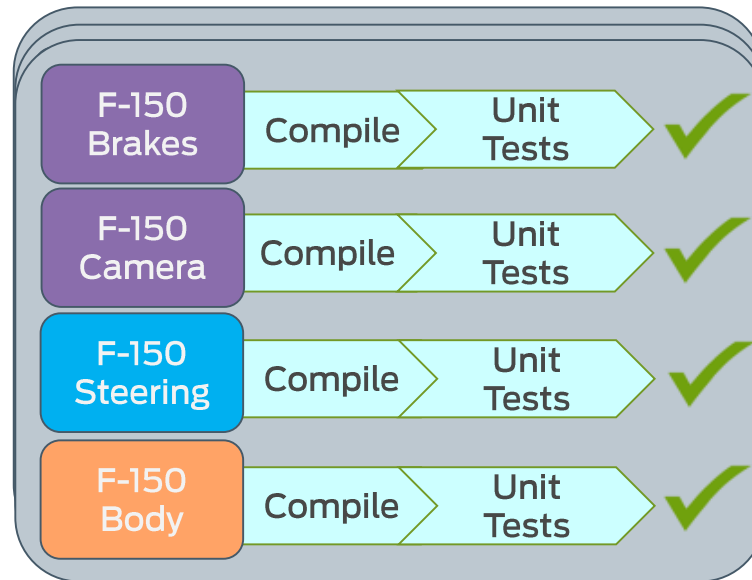 F-150
Brakes
Compile
Unit
Tests
F-150
Camera
Compile
Unit
Tests
F-150
Steering
Compile
Unit
Tests
F-150
Body
Compile
Unit
Tests